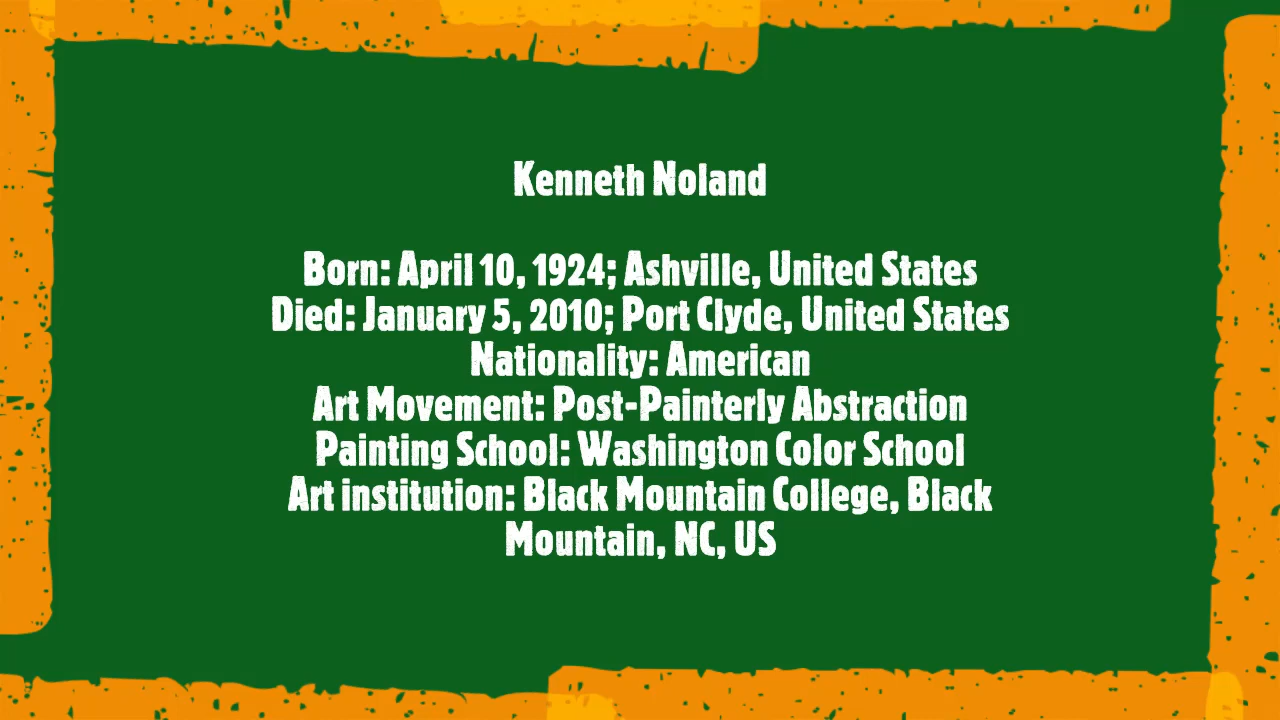 Kenneth Noland
Born: April 10, 1924; Ashville, United States
Died: January 5, 2010; Port Clyde, United States
Nationality: American
Art Movement: Post-Painterly Abstraction
Painting School: Washington Color School
Art institution: Black Mountain College, Black
Mountain, NC, US